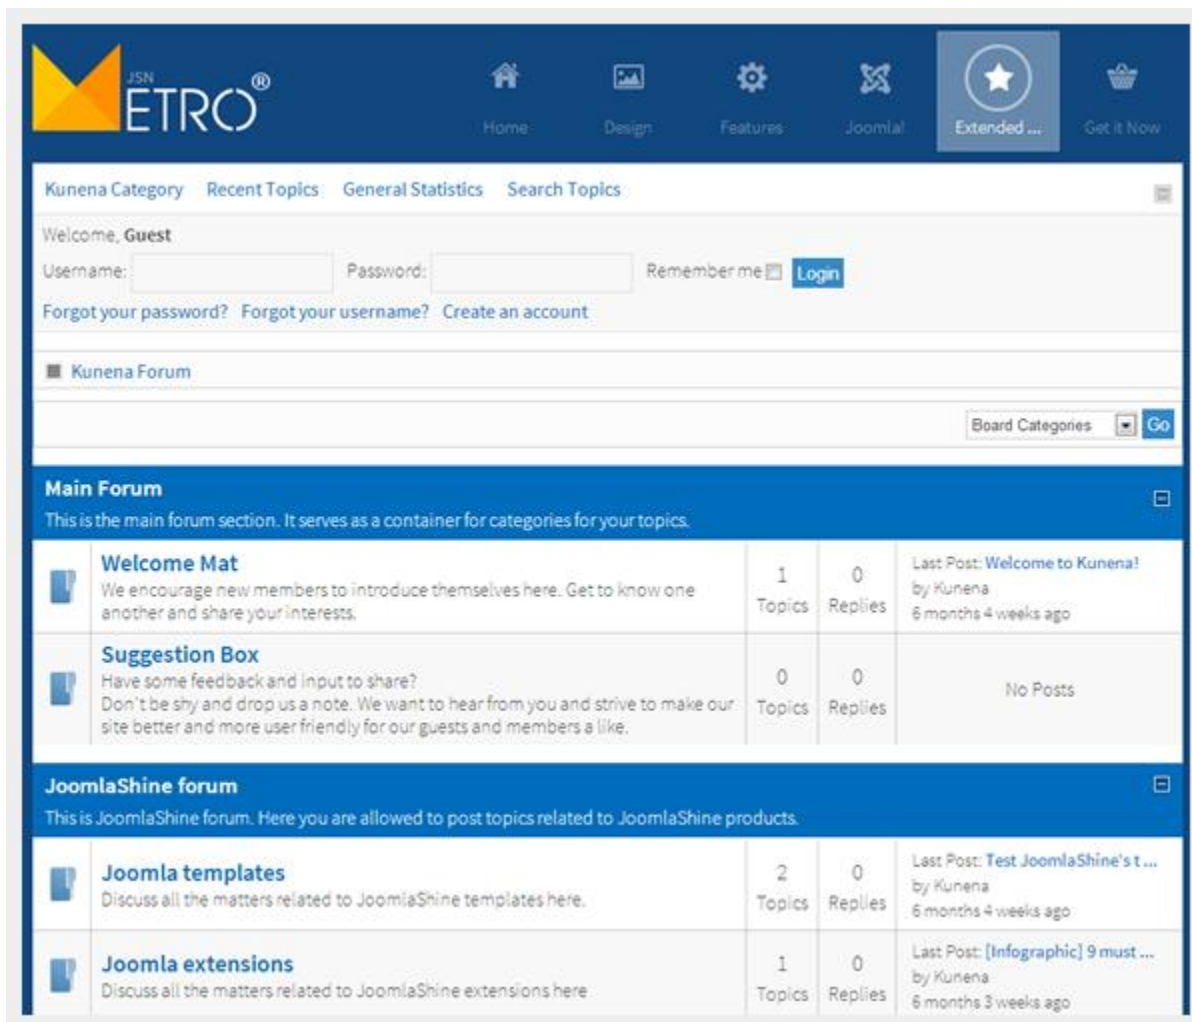 JSN
ETRO®
Home
Design
Features
Joomla!
Extended ...
Get it Now
Kunena Category Recent Topics General Statistics Search Topics
Welcome, Guest
Username: Password: Remember me Login
Forgot your password? Forgot your username? Create an account
Kunena Forum
Board Categories Go
Main Forum
This is the main forum section. It serves as a container for categories for your topics.
Welcome Mat
We encourage new members to introduce themselves here. Get to know one
another and share your interests.
1
Topics
0
Replies
Last Post: Welcome to Kunena!
by Kunena
6 months 4 weeks ago
Suggestion Box
Have some feedback and input to share?
Don't be shy and drop us a note. We want to hear from you and strive to make our
site better and more user friendly for our guests and members a like.
0
Topics
0
Replies
No Posts
JoomlaShine forum
This is JoomlaShine forum. Here you are allowed to post topics related to JoomlaShine products.
Joomla templates
Discuss all the matters related to JoomlaShine templates here.
2
Topics
0
Replies
Last Post: Test JoomlaShine's t ...
by Kunena
6 months 4 weeks ago
Joomla extensions
Discuss all the matters related to JoomlaShine extensions here
1
Topics
0
Replies
Last Post: [Infographic] 9 must ...
by Kunena
6 months 3 weeks ago